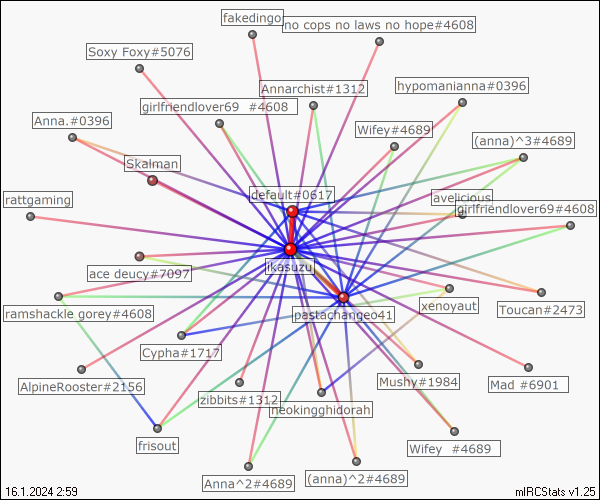 fakedingo
no cops no laws no hope#4608
Soxy Foxy#5076
Annarchist#1312
hypomanianna#0396
girlfriendlover69 #4608
Anna.#0396
Wifey#4689
(anna)^3#4689
Skalman
default#0617
avelicious
rattgaming
girlfriendlover69#4608
ikasuzu
ace deucy#7097
xenoyaut
ramshackle gorey#4608
pastachangeo41
Toucan#2473
Cypha#1717
Mushy#1984
Mad #6901
AlpineRooster#2156
zibbits#1312
neokingghidorah
frisout
Wifey #4689
Anna^2#4689
(anna)^2#4689
16.1.2024 2:59
mIRCStats v1.25